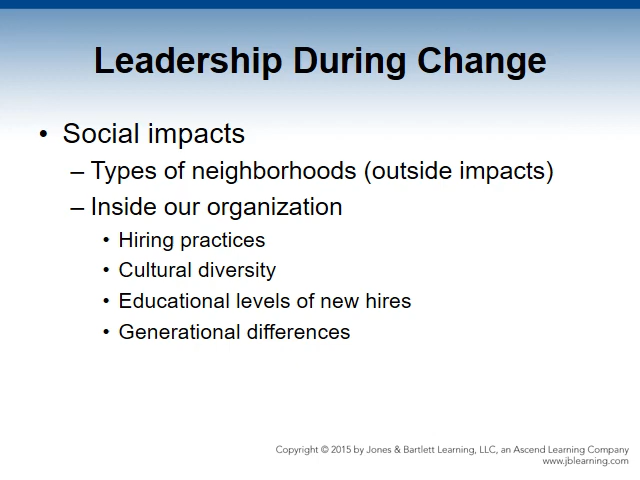 Leadership During Change
• Social impacts
– Types of neighborhoods (outside impacts)
– Inside our organization
• Hiring practices
• Cultural diversity
• Educational levels of new hires
• Generational differences
Copyright © 2015 by Jones & Bartlett Learning, LLC, an Ascend Learning Company
www.jblearning.com